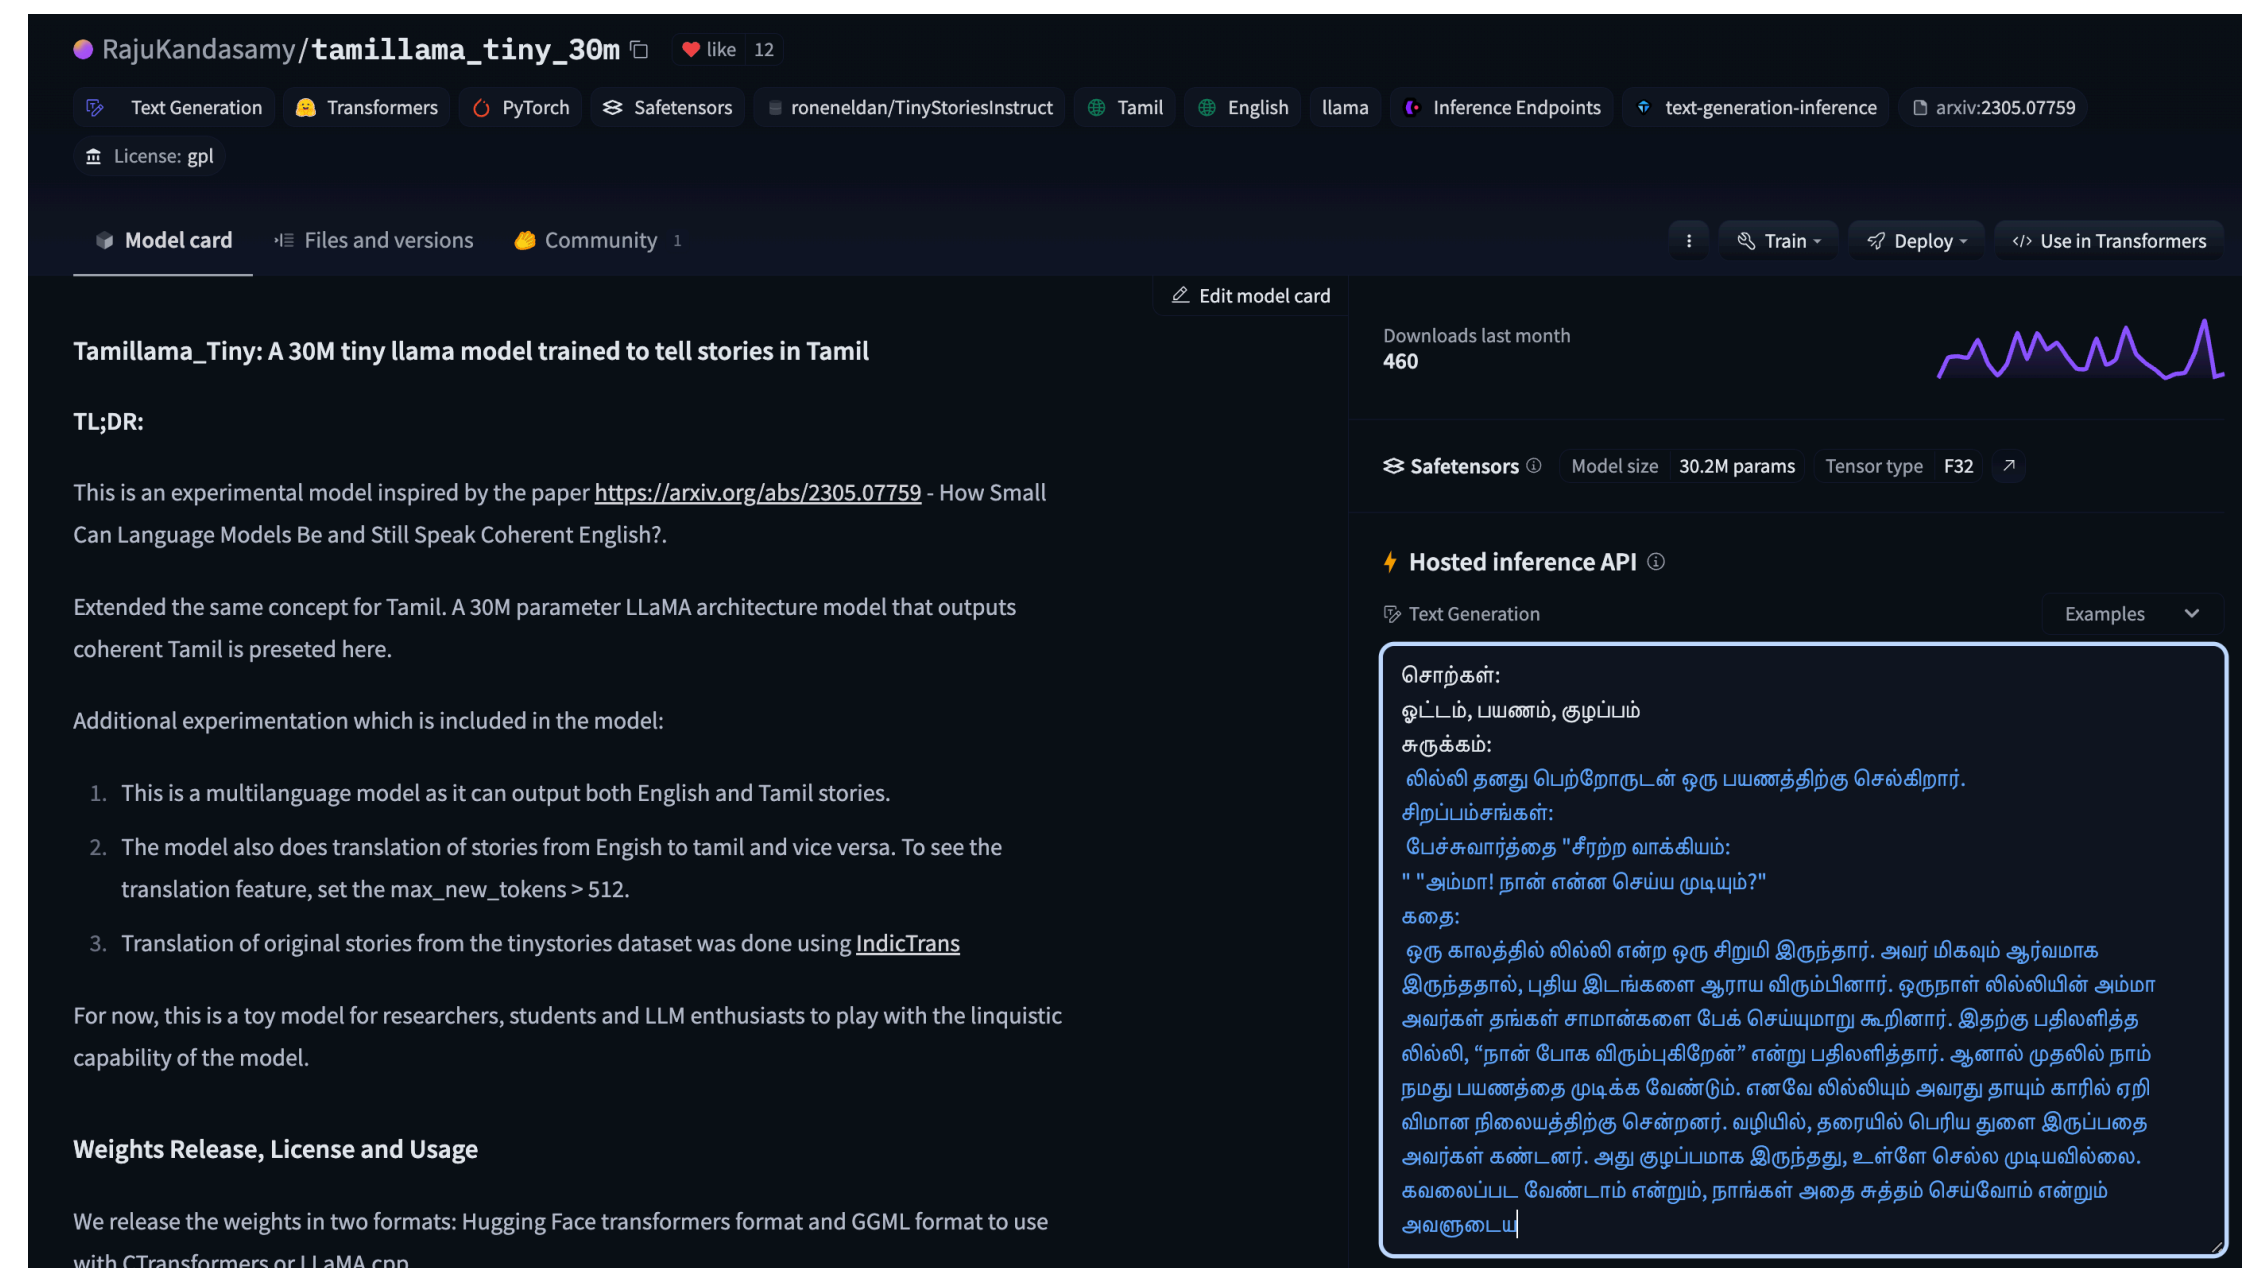 RajuKandasamy/tamillama_tiny_30m like 12
Text Generation Transformers PyTorch Safetensors roneneldan/TinyStoriesInstruct Tamil English llama Inference Endpoints text-generation-inference arxiv:2305.07759
License: gpl
Model card Files and versions Community 1
Train Deploy Use in Transformers
Edit model card
Tamillama_Tiny: A 30M tiny llama model trained to tell stories in Tamil
TL;DR:
This is an experimental model inspired by the paper https://arxiv.org/abs/2305.07759 - How Small
Can Language Models Be and Still Speak Coherent English?.
Extended the same concept for Tamil. A 30M parameter LLaMA architecture model that outputs
coherent Tamil is preseted here.
Additional experimentation which is included in the model:
1. This is a multilanguage model as it can output both English and Tamil stories.
2. The model also does translation of stories from Engish to tamil and vice versa. To see the
translation feature, set the max_new_tokens > 512.
3. Translation of original stories from the tinystories dataset was done using IndicTrans
For now, this is a toy model for researchers, students and LLM enthusiasts to play with the linquistic
capability of the model.
Weights Release, License and Usage
We release the weights in two formats: Hugging Face transformers format and GGML format to use
with CTransformers or LLaMA cpp
Downloads last month
460
Safetensors Model size 30.2M params Tensor type F32
Hosted inference API
Text Generation Examples
சொற்கள்:
ஓட்டம், பயணம், குழப்பம்
சுருக்கம்:
லில்லி தனது பெற்றோருடன் ஒரு பயணத்திற்கு செல்கிறார்.
சிறப்பம்சங்கள்:
பேச்சுவார்த்தை "சீரற்ற வாக்கியம்:
" "அம்மா! நான் என்ன செய்ய முடியும்?"
கதை:
ஒரு காலத்தில் லில்லி என்ற ஒரு சிறுமி இருந்தார். அவர் மிகவும் ஆர்வமாக
இருந்ததால், புதிய இடங்களை ஆராய விரும்பினார். ஒருநாள் லில்லியின் அம்மா
அவர்கள் தங்கள் சாமான்களை பேக் செய்யுமாறு கூறினார். இதற்கு பதிலளித்த
லில்லி, “நான் போக விரும்புகிறேன்” என்று பதிலளித்தார். ஆனால் முதலில் நாம்
நமது பயணத்தை முடிக்க வேண்டும். எனவே லில்லியும் அவரது தாயும் காரில் ஏறி
விமான நிலையத்திற்கு சென்றனர். வழியில், தரையில் பெரிய துளை இருப்பதை
அவர்கள் கண்டனர். அது குழப்பமாக இருந்தது, உள்ளே செல்ல முடியவில்லை.
கவலைப்பட வேண்டாம் என்றும், நாங்கள் அதை சுத்தம் செய்வோம் என்றும்
அவளுடைய